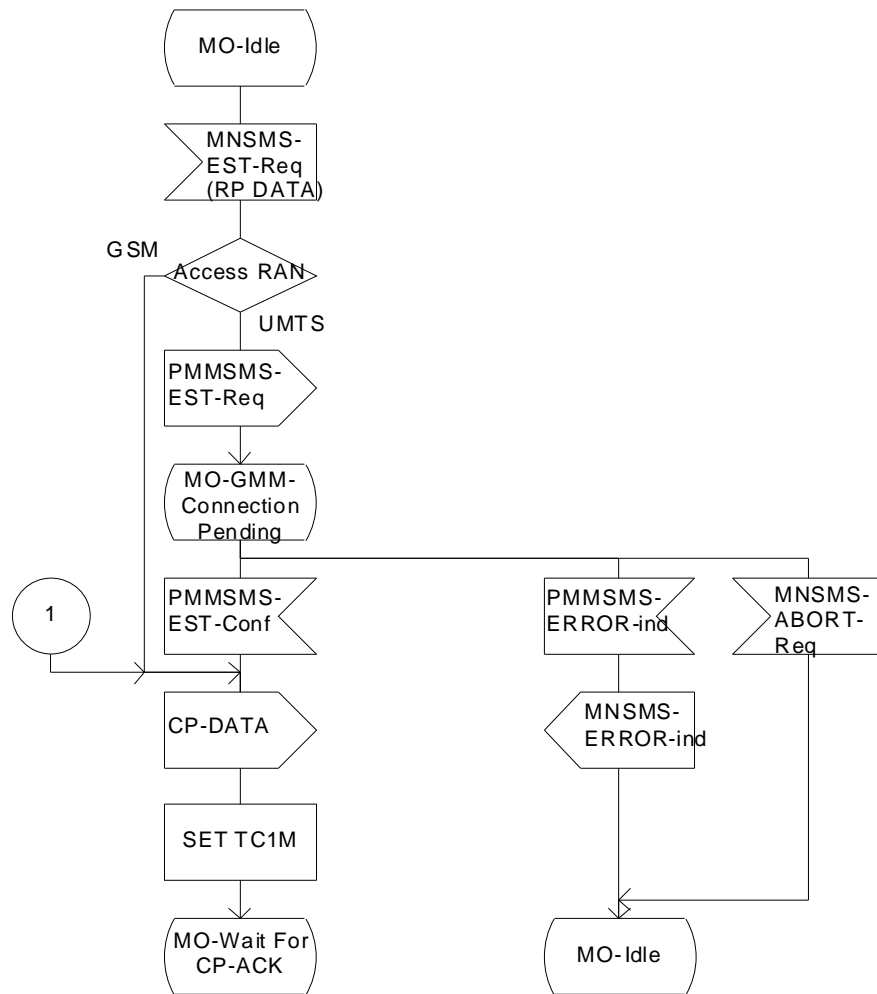 MO-Idle
MNSMS-
EST-Req
(RP DATA)
GSM
Access RAN
UMTS
PMMSMS-
EST-Req
MO-GMM-
Connection
Pending
1
PMMSMS-
EST-Conf
PMMSMS-
ERROR-ind
MNSMS-
ABORT-
Req
CP-DATA
MNSMS-
ERROR-ind
SET TC1M
MO-Wait For
CP-ACK
MO-Idle